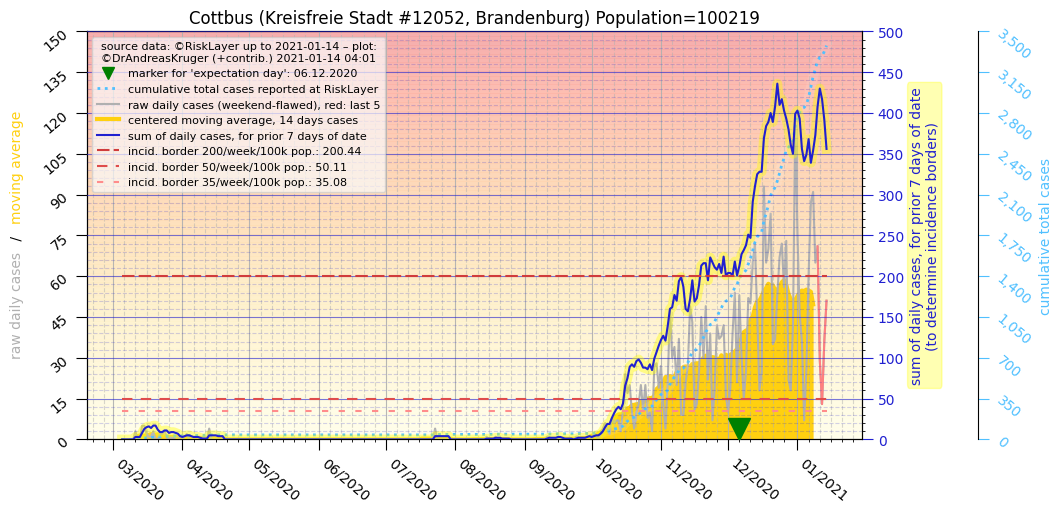 Cottbus (Kreisfreie Stadt #12052, Brandenburg) Population=100219
source data: ©RiskLayer up to 2021-01-14 – plot:
©DrAndreasKruger (+contrib.) 2021-01-14 04:01
marker for 'expectation day': 06.12.2020
cumulative total cases reported at RiskLayer
raw daily cases (weekend-flawed), red: last 5
centered moving average, 14 days cases
sum of daily cases, for prior 7 days of date
incid. border 200/week/100k pop.: 200.44
incid. border 50/week/100k pop.: 50.11
incid. border 35/week/100k pop.: 35.08
raw daily cases / moving average
150
135
120
105
90
75
60
45
30
15
0
03/2020
04/2020
05/2020
06/2020
07/2020
08/2020
09/2020
10/2020
11/2020
12/2020
01/2021
500
450
400
350
300
250
200
150
100
50
0
sum of daily cases, for prior 7 days of date
(to determine incidence borders)
3,500
3,150
2,800
2,450
2,100
1,750
1,400
1,050
700
350
0
cumulative total cases